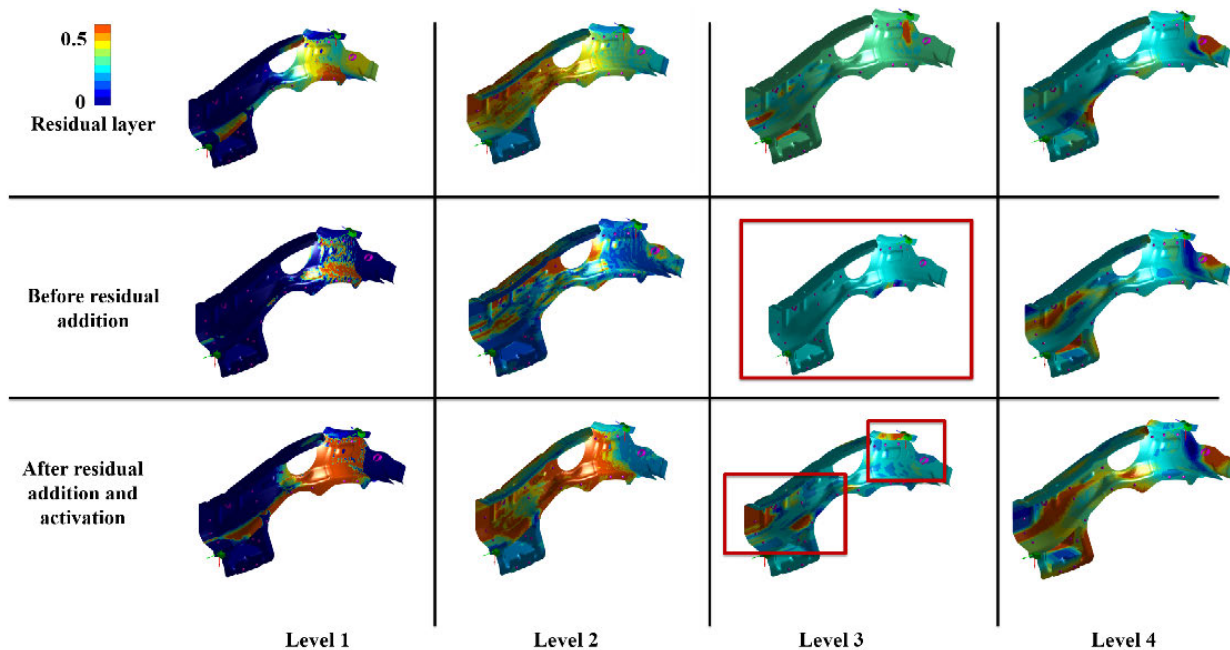 0.5
0
Residual layer
Before residual
addition
After residual
addition and
activation
Level 1
Level 2
Level 3
Level 4